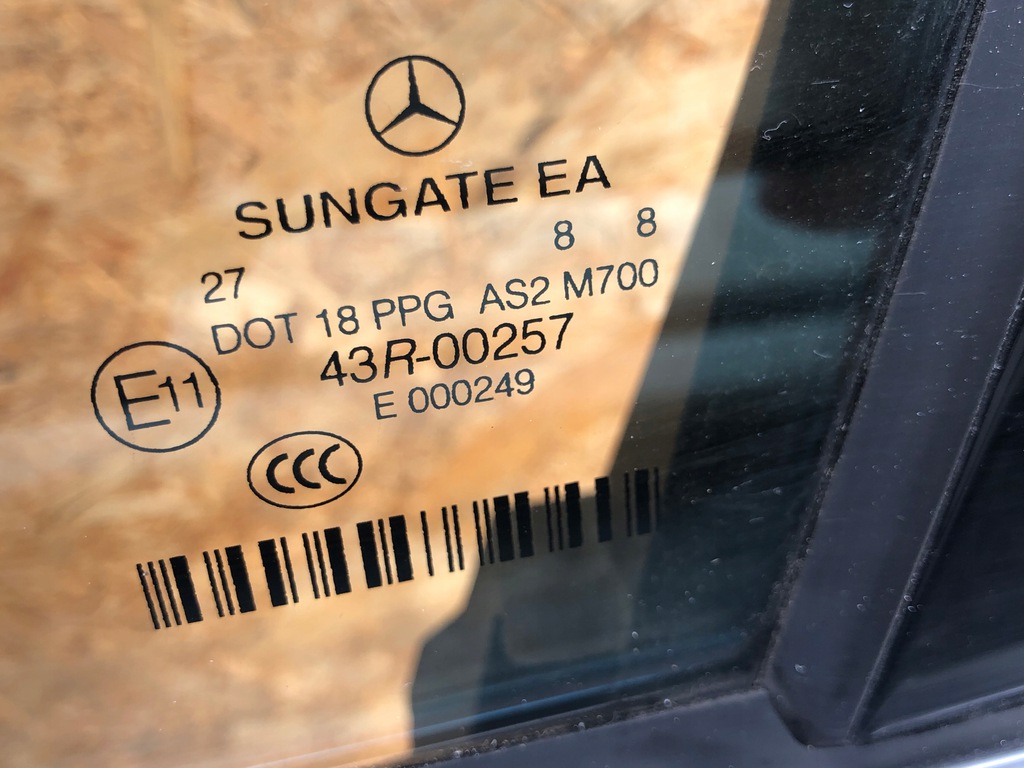 SUNGATE EA
27 8 8
DOT 18 PPG AS2 M700
43R-00257
E11
E 000249
CCC